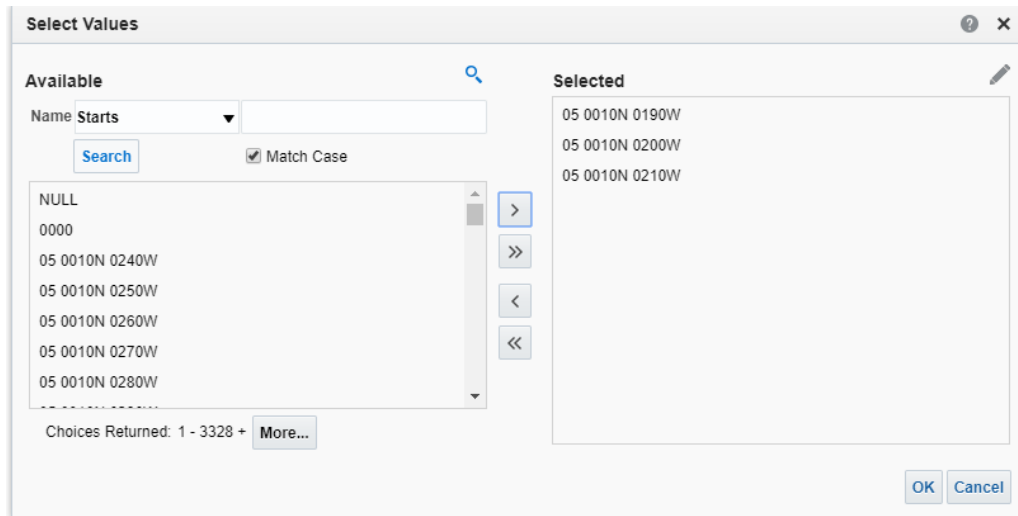 Select Values
Available
Name Starts
Search Match Case
NULL
0000
05 0010N 0240W
05 0010N 0250W
05 0010N 0260W
05 0010N 0270W
05 0010N 0280W
Choices Returned: 1 - 3328 + More...
Selected
05 0010N 0190W
05 0010N 0200W
05 0010N 0210W
OK Cancel